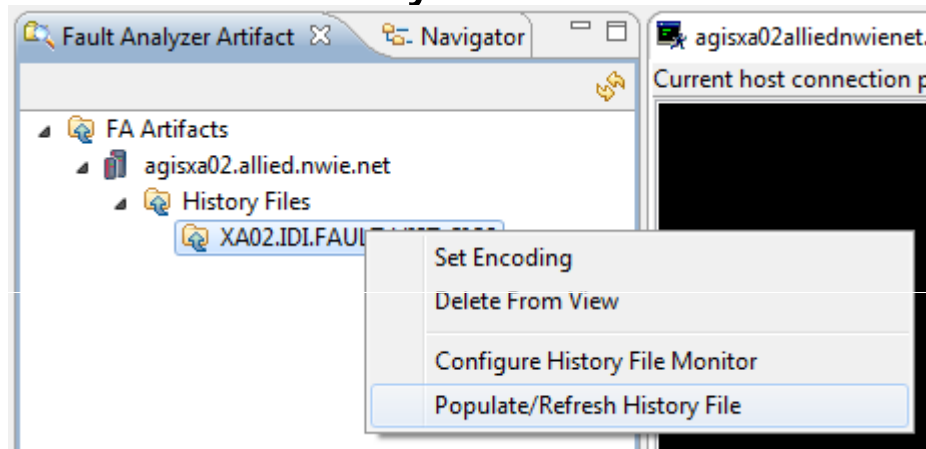 Fault Analyzer Artifact
Navigator
agisxa02alliednwienet.
Current host connection p
FA Artifacts
agisxa02.allied.nwie.net
History Files
XA02.IDI.FAUL
Set Encoding
Delete From View
Configure History File Monitor
Populate/Refresh History File